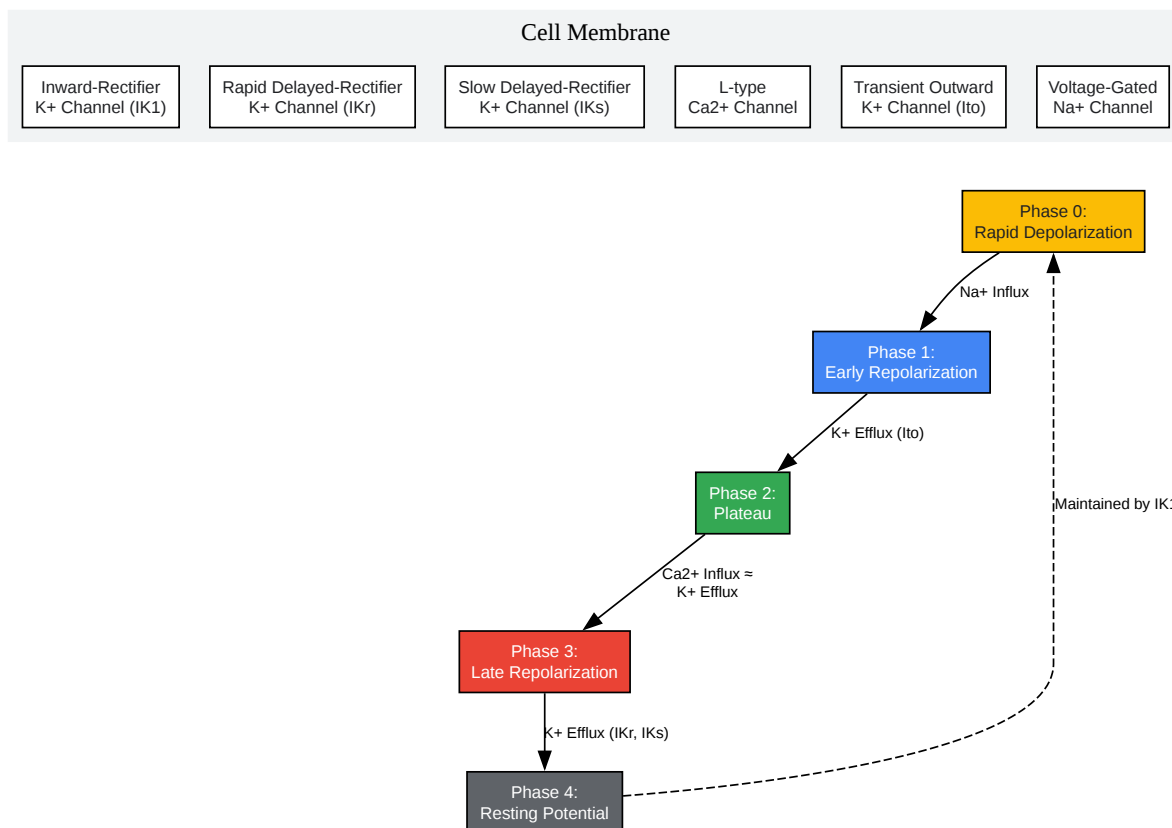 Cell Membrane
Inward-Rectifier
K+ Channel (IK1)
Rapid Delayed-Rectifier
K+ Channel (IKr)
Slow Delayed-Rectifier
K+ Channel (IKs)
L-type
Ca2+ Channel
Transient Outward
K+ Channel (Ito)
Voltage-Gated
Na+ Channel
Phase 0:
Rapid Depolarization
Na+ Influx
Phase 1:
Early Repolarization
K+ Efflux (Ito)
Phase 2:
Plateau
Maintained by IK1
Ca2+ Influx ≈
K+ Efflux
Phase 3:
Late Repolarization
K+ Efflux (IKr, IKs)
Phase 4:
Resting Potential